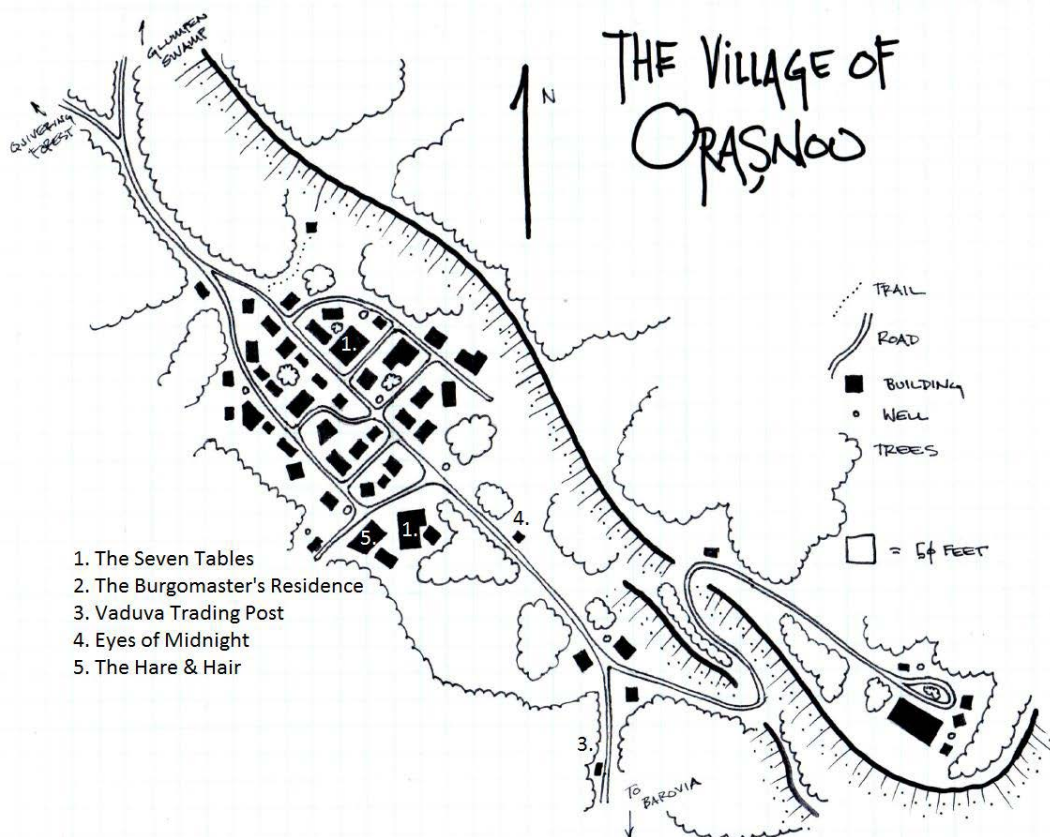 THE VILLAGE OF
ORAȘNOU
N
GLUMPEN
SWAMP
QUIVERING
FOREST
TRAIL
ROAD
BUILDING
WELL
TREES
= 50 FEET
1.
1.
5.
4.
3.
1. The Seven Tables
2. The Burgomaster's Residence
3. Vaduva Trading Post
4. Eyes of Midnight
5. The Hare & Hair
TO
BAROVIA